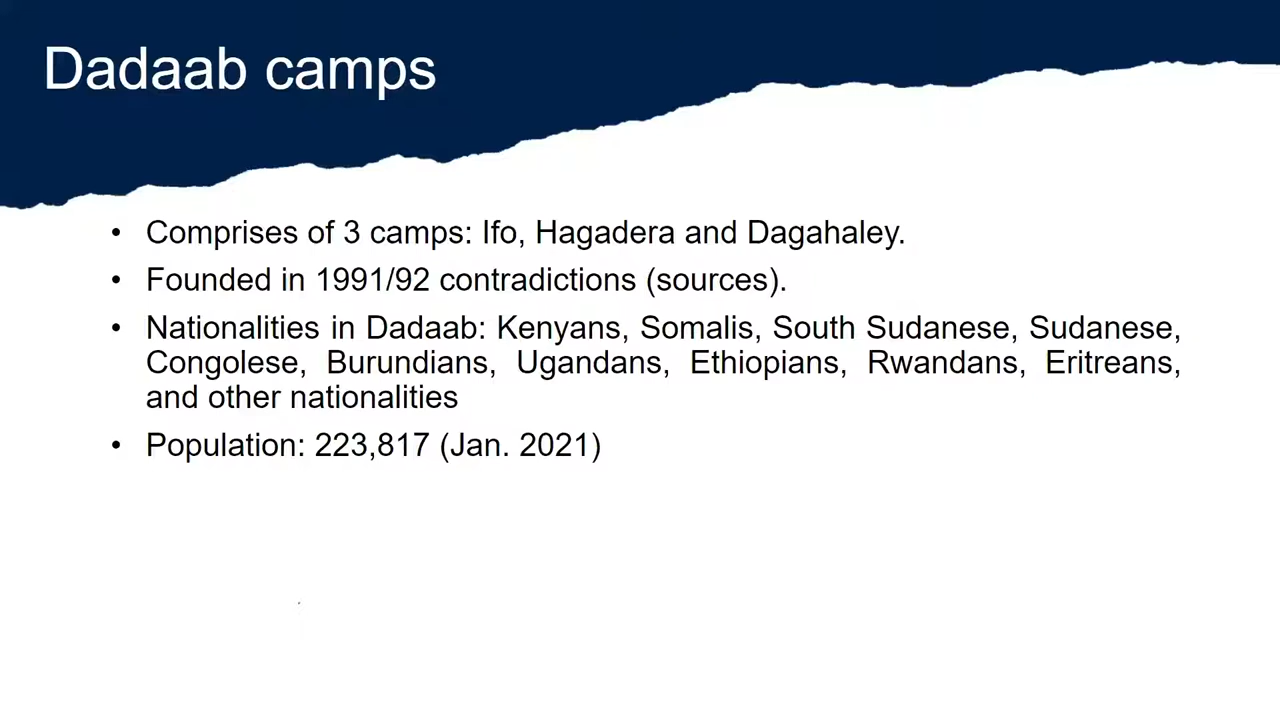 Dadaab camps
• Comprises of 3 camps: Ifo, Hagadera and Dagahaley.
• Founded in 1991/92 contradictions (sources).
• Nationalities in Dadaab: Kenyans, Somalis, South Sudanese, Sudanese,
Congolese, Burundians, Ugandans, Ethiopians, Rwandans, Eritreans,
and other nationalities
• Population: 223,817 (Jan. 2021)